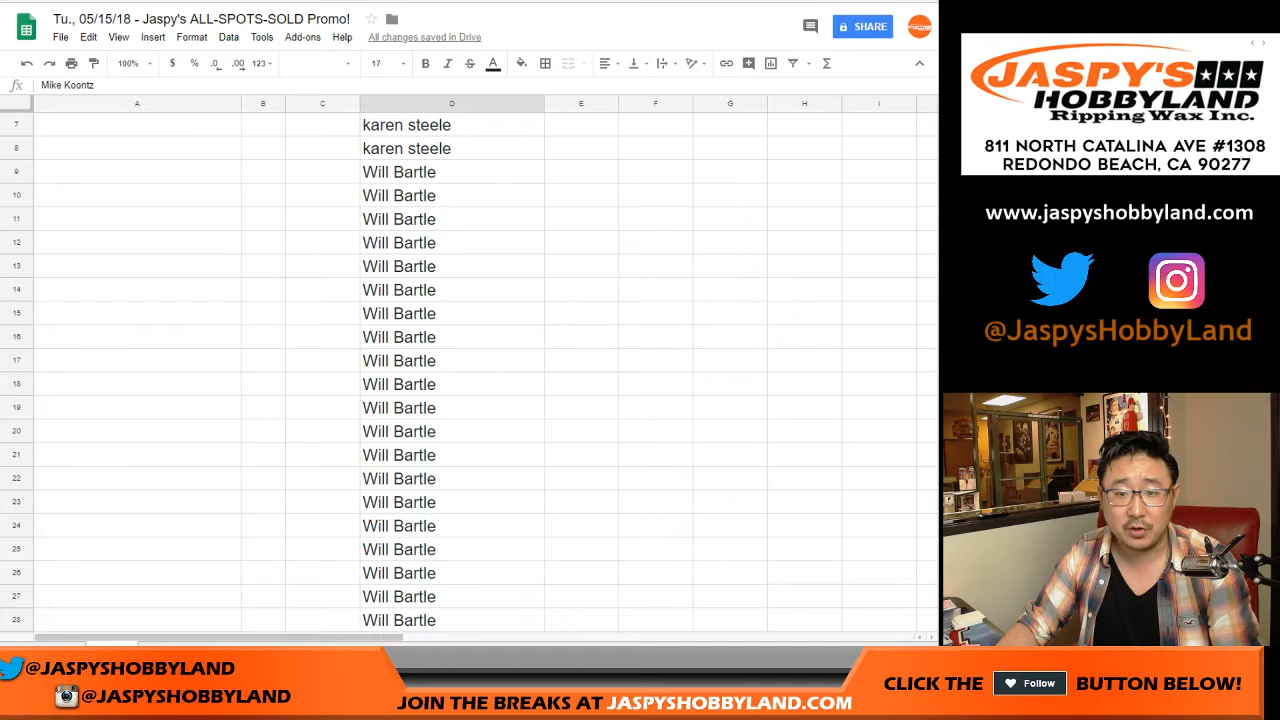 Tu., 05/15/18 - Jaspy's ALL-SPOTS-SOLD Promo!
File Edit View Insert Format Data Tools Add-ons Help All changes saved in Drive
SHARE
100% $ % .0 .00 123 17 B I S A
fx Mike Koontz
A B C D E F G H I
7 karen steele
8 karen steele
9 Will Bartle
10 Will Bartle
11 Will Bartle
12 Will Bartle
13 Will Bartle
14 Will Bartle
15 Will Bartle
16 Will Bartle
17 Will Bartle
18 Will Bartle
19 Will Bartle
20 Will Bartle
21 Will Bartle
22 Will Bartle
23 Will Bartle
24 Will Bartle
25 Will Bartle
26 Will Bartle
27 Will Bartle
28 Will Bartle
JASPY'S
HOBBYLAND
Ripping Wax Inc.
811 NORTH CATALINA AVE #1308
REDONDO BEACH, CA 90277
www.jaspyshobbyland.com
@JaspysHobbyLand
@JASPYSHOBBYLAND
@JASPYSHOBBYLAND
JOIN THE BREAKS AT JASPYSHOBBYLAND.COM
CLICK THE Follow BUTTON BELOW!